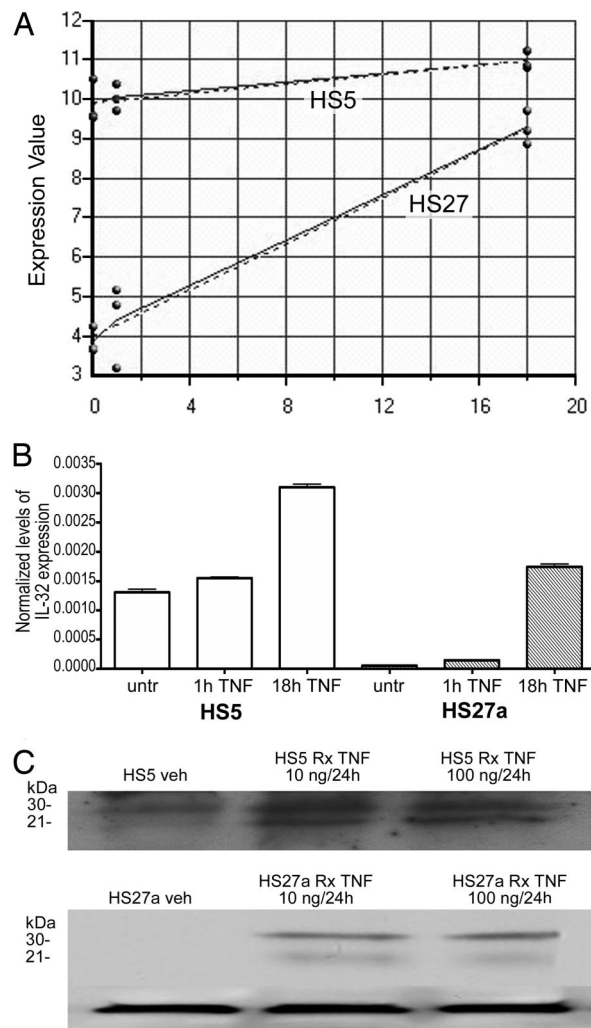 A
12
11
10
9
8
7
6
5
4
3
Expression Value
HS5
HS27
0 4 8 12 16 20
B
Normalized levels of
IL-32 expression
0.0035
0.0030
0.0020
0.0015
0.0010
0.0005
0.0000
untr 1h TNF 18h TNF untr 1h TNF 18h TNF
HS5 HS27a
C
HS5 veh
HS5 Rx TNF
10 ng/24h
HS5 Rx TNF
100 ng/24h
kDa
30-
21-
HS27a veh
HS27a Rx TNF
10 ng/24h
HS27a Rx TNF
100 ng/24h
kDa
30-
21-